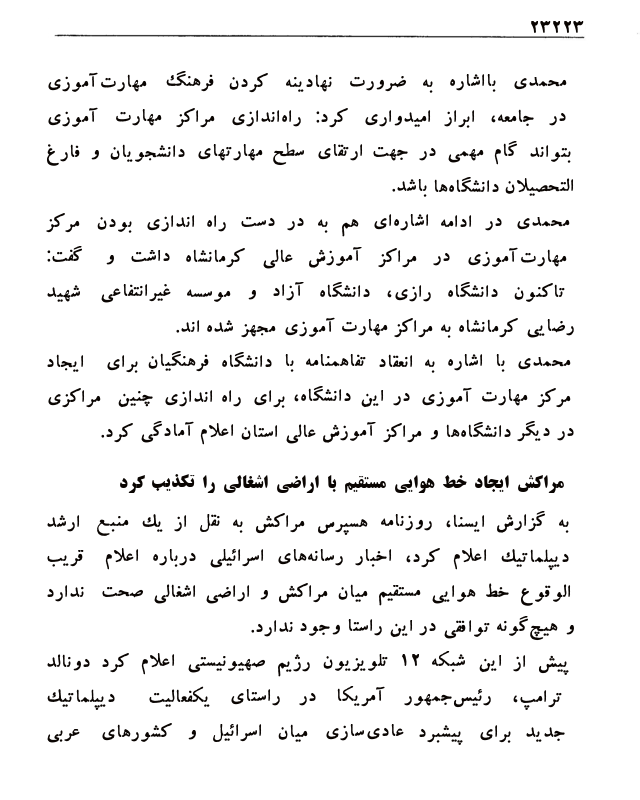 ۲۳۲۲۳
محمدی بااشاره به ضرورت نهادینه کردن فرهنگ مهارت‌آموزی
در جامعه، ابراز امیدواری کرد: راه‌اندازی مراکز مهارت آموزی
بتواند گام مهمی در جهت ارتقای سطح مهارتهای دانشجویان و فارغ
التحصیلان دانشگاه‌ها باشد.
محمدی در ادامه اشاره‌ای هم به در دست راه اندازی بودن مرکز
مهارت‌آموزی در مراکز آموزش عالی کرمانشاه داشت و گفت:
تاکنون دانشگاه رازی، دانشگاه آزاد و موسسه غیرانتفاعی شهید
رضایی کرمانشاه به مراکز مهارت آموزی مجهز شده اند.
محمدی با اشاره به انعقاد تفاهمنامه با دانشگاه فرهنگیان برای ایجاد
مرکز مهارت آموزی در این دانشگاه، برای راه اندازی چنین مراکزی
در دیگر دانشگاه‌ها و مراکز آموزش عالی استان اعلام آمادگی کرد.
مراکش ایجاد خط هوایی مستقیم با اراضی اشغالی را تکذیب کرد
به گزارش ایسنا، روزنامه هسپرس مراکش به نقل از یك منبع ارشد
دیپلماتیك اعلام کرد، اخبار رسانه‌های اسرائیلی درباره اعلام قریب
الوقوع خط هوایی مستقیم میان مراکش و اراضی اشغالی صحت ندارد
و هیچ‌گونه توافقی در این راستا وجود ندارد.
پیش از این شبکه ۱۲ تلویزیون رژیم صهیونیستی اعلام کرد دونالد
ترامپ، رئیس‌جمهور آمریکا در راستای یکفعالیت دیپلماتیك
جدید برای پیشبرد عادی‌سازی میان اسرائیل و کشورهای عربی